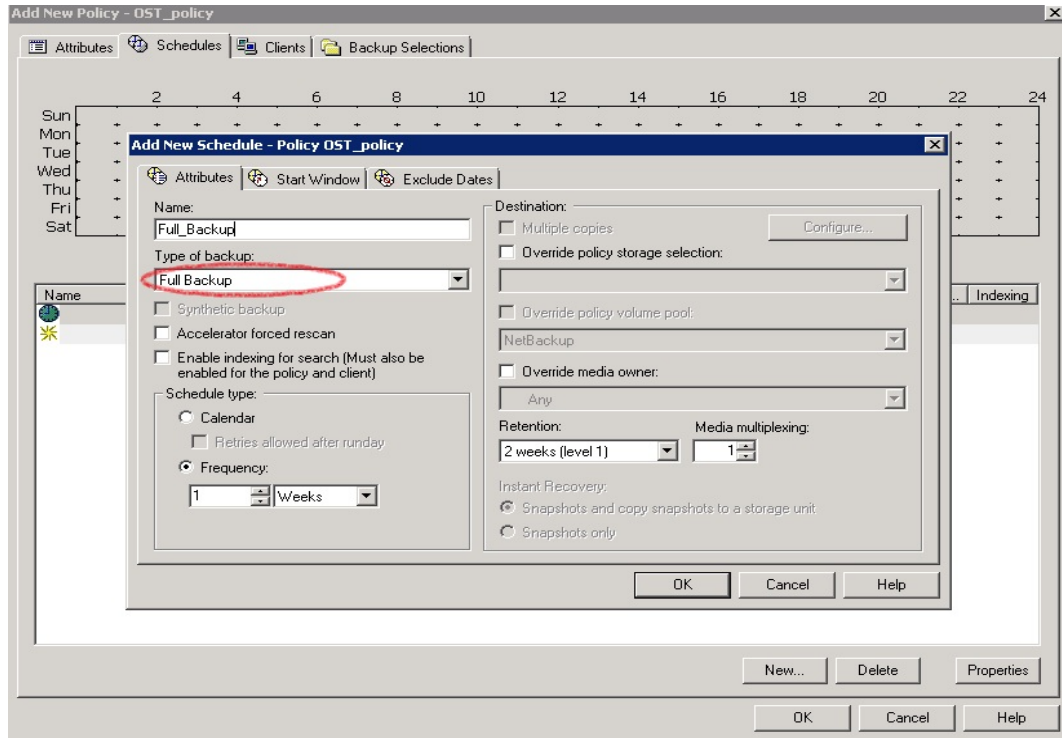 Add New Policy - OST_policy
Attributes Schedules Clients Backup Selections
2 4 6 8 10 12 14 16 18 20 22 24
Sun
Mon
Tue
Wed
Thu
Fri
Sat
Name .. Indexing
Add New Schedule - Policy OST_policy
Attributes Start Window Exclude Dates
Name:
Full_Backup
Type of backup:
Full Backup
Synthetic backup
Accelerator forced rescan
Enable indexing for search (Must also be
enabled for the policy and client)
Schedule type:
Calendar
Retries allowed after runday
Frequency:
1 Weeks
Destination:
Multiple copies Configure...
Override policy storage selection:
Override policy volume pool:
NetBackup
Override media owner:
Any
Retention: Media multiplexing:
2 weeks (level 1) 1
Instant Recovery:
Snapshots and copy snapshots to a storage unit
Snapshots only
OK Cancel Help
New... Delete Properties
OK Cancel Help